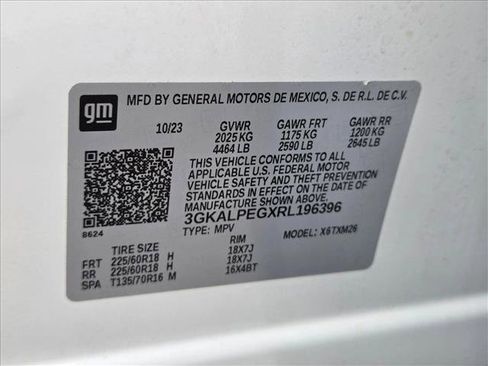 gm
MFD BY GENERAL MOTORS DE MEXICO, S. DE R.L. DE C.V.
10/23 GVWR GAWR FRT GAWR RR
2025 KG 1175 KG 1200 KG
4464 LB 2590 LB 2645 LB
THIS VEHICLE CONFORMS TO ALL
APPLICABLE U.S. FEDERAL MOTOR
VEHICLE SAFETY AND THEFT PREVENTION
STANDARDS IN EFFECT ON THE DATE OF
MANUFACTURE SHOWN ABOVE.
3GKALPEGXRL196396
8624 TYPE: MPV MODEL: X6TXM26
TIRE SIZE RIM
FRT 225/60R18 H 18X7J
RR 225/60R18 H 18X7J
SPA T135/70R16 M 16X4BT